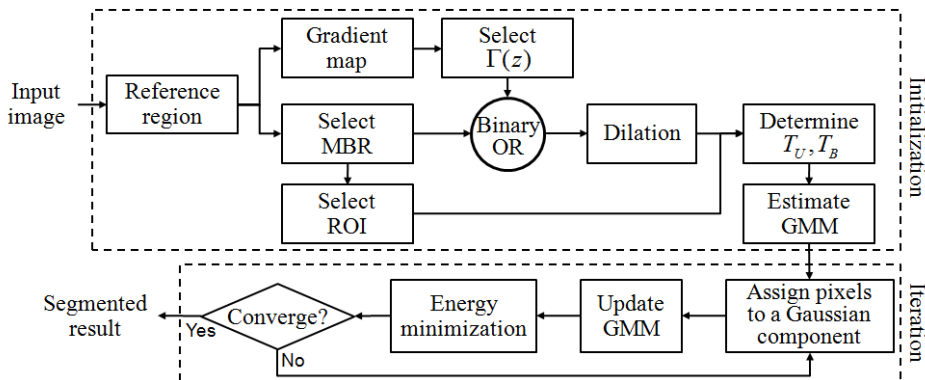 Input
image
Reference
region
Gradient
map
Select
Γ(z)
Select
MBR
Binary
OR
Dilation
Select
ROI
Determine
T_U, T_B
Estimate
GMM
Initialization
Assign pixels
to a Gaussian
component
Update
GMM
Energy
minimization
Converge?
Yes
No
Segmented
result
Iteration